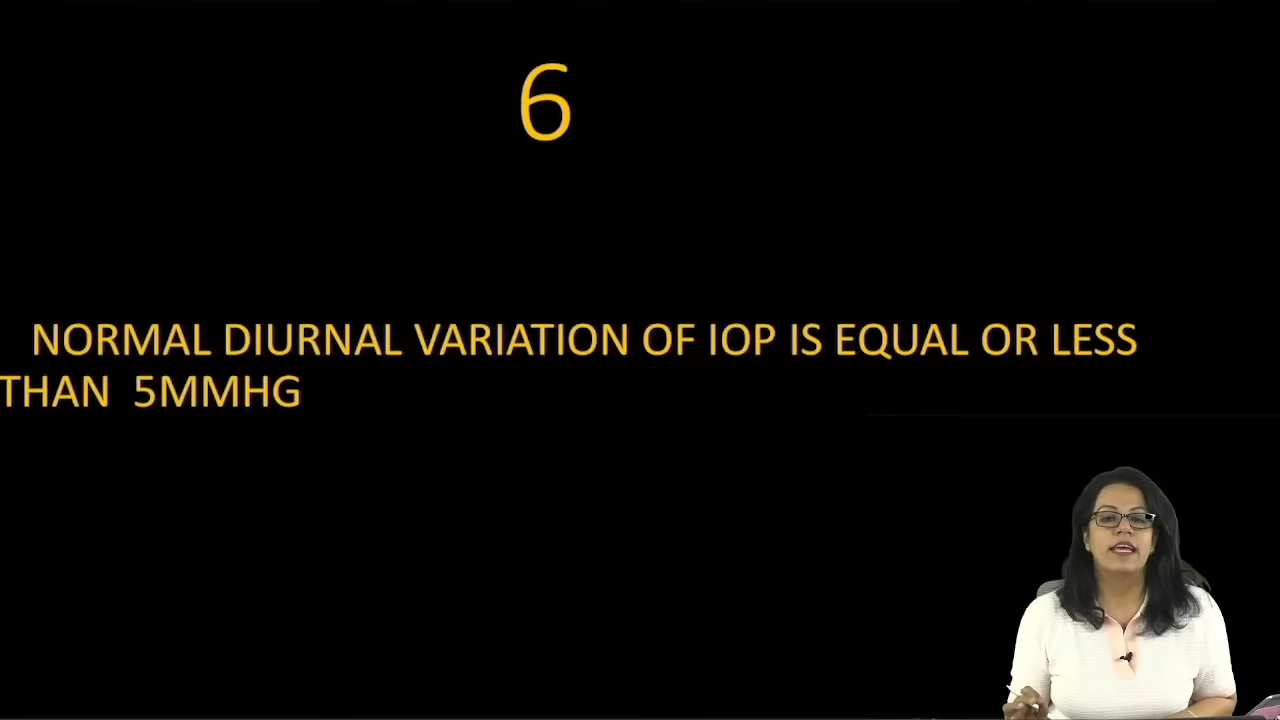 6
NORMAL DIURNAL VARIATION OF IOP IS EQUAL OR LESS
THAN 5MMHG